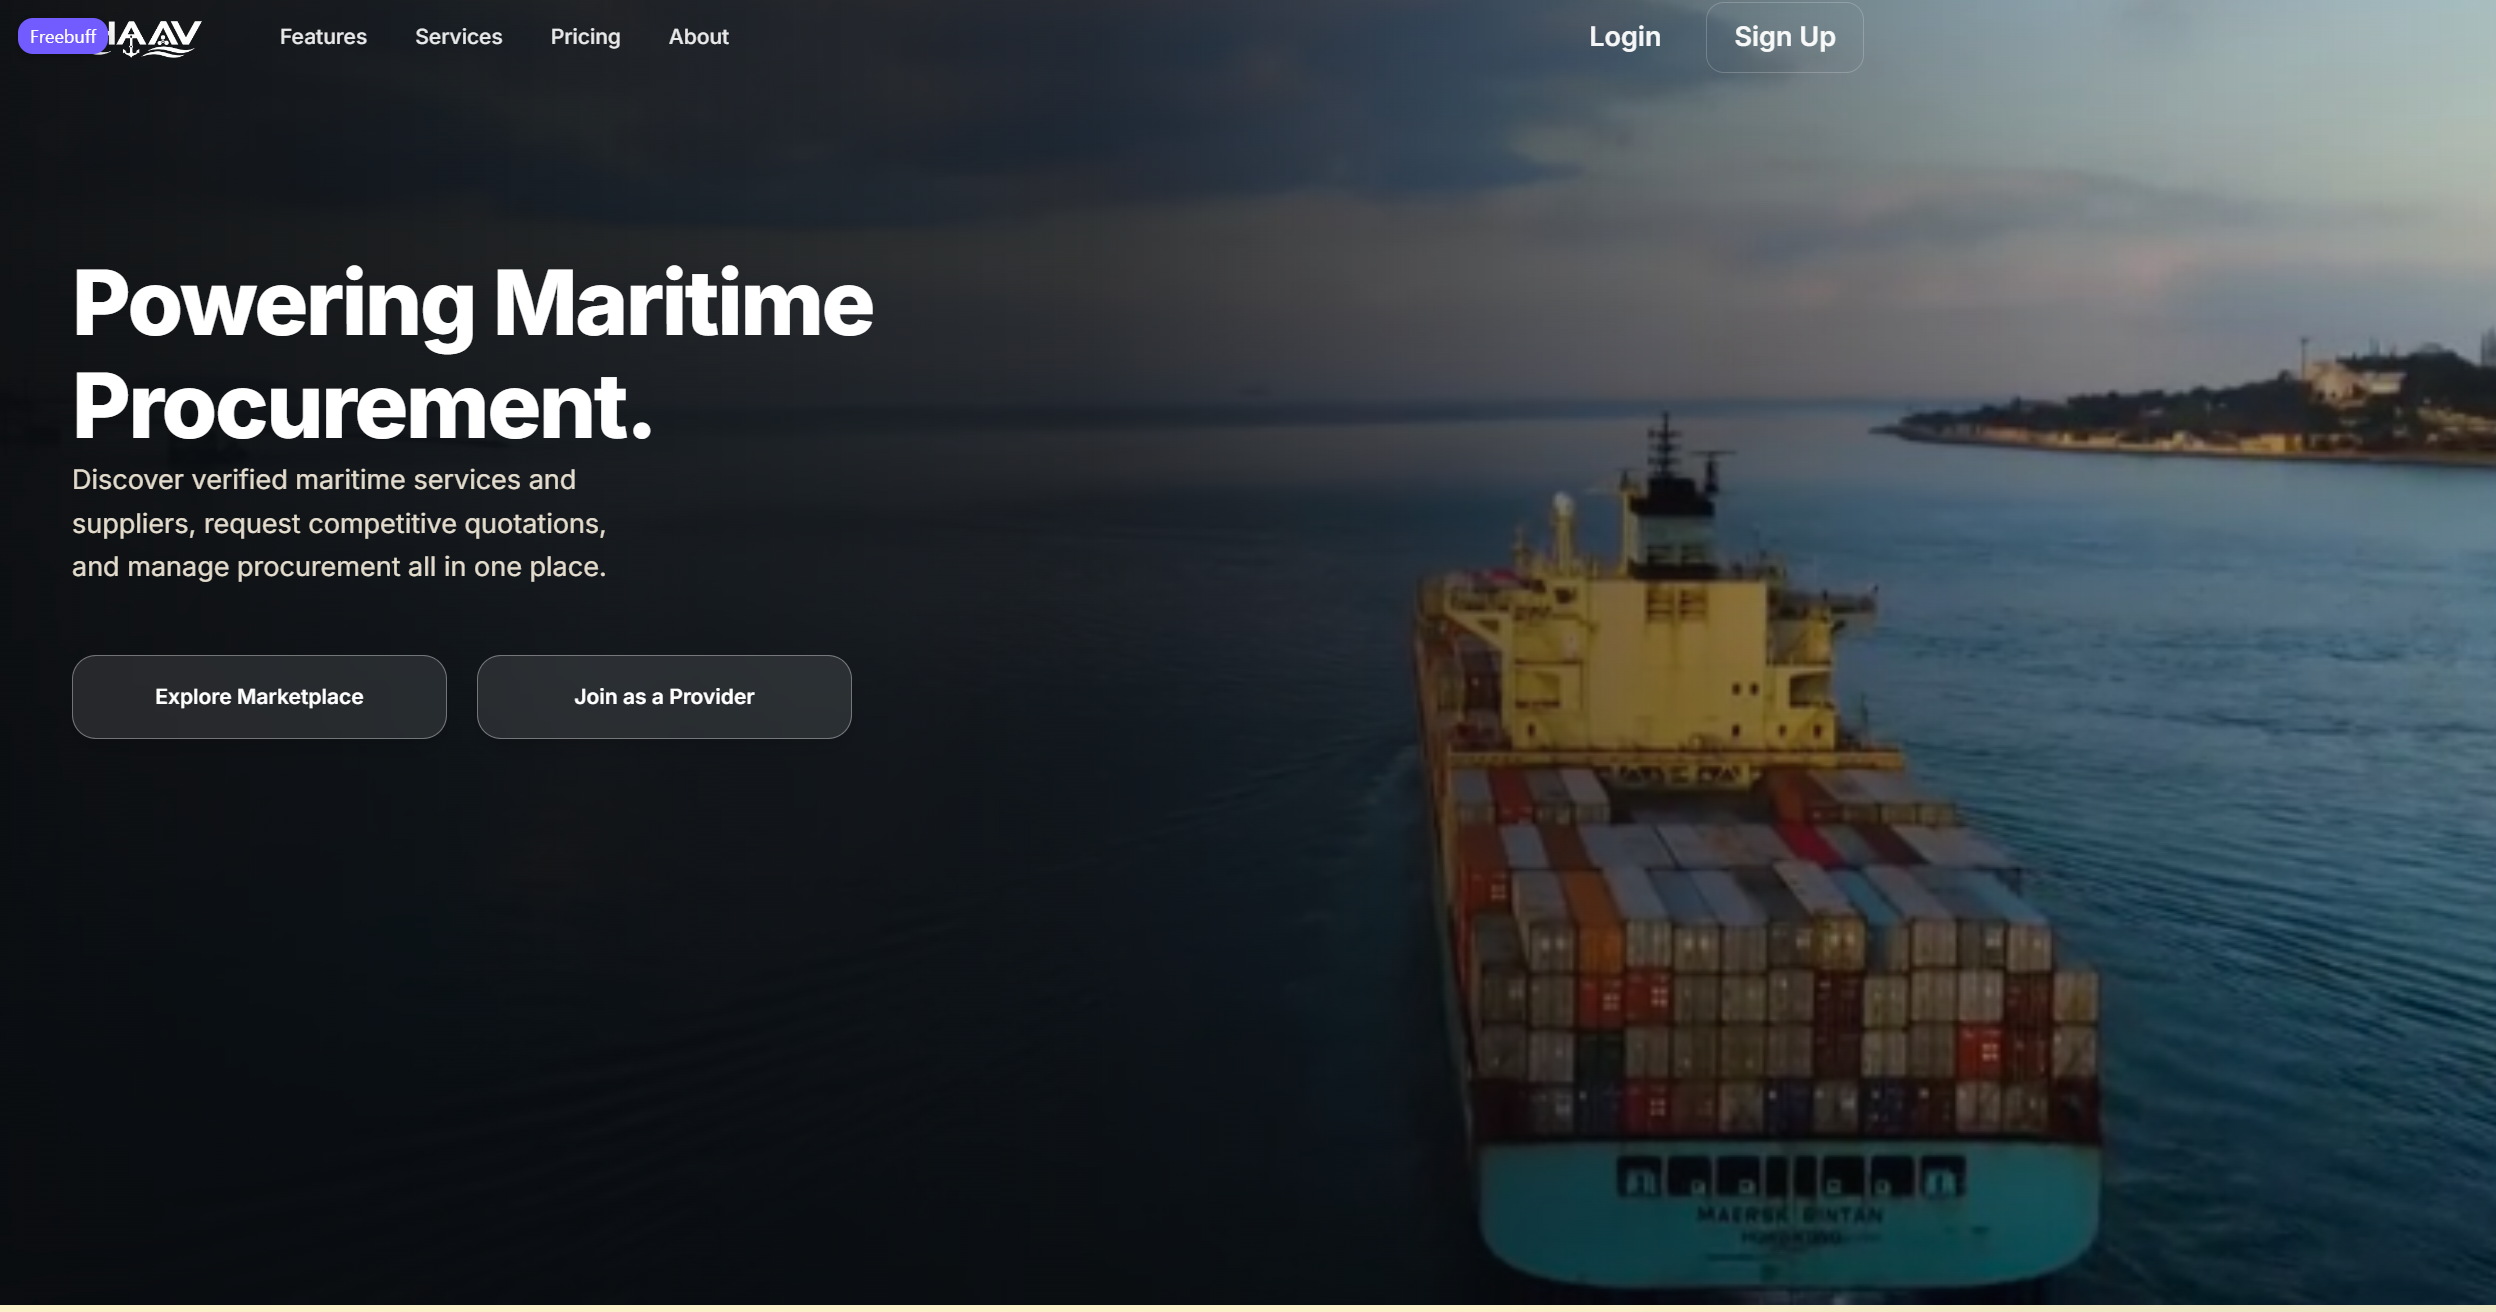 Freebuff
Features
Services
Pricing
About
Login
Sign Up
Powering Maritime
Procurement.
Discover verified maritime services and
suppliers, request competitive quotations,
and manage procurement all in one place.
Explore Marketplace
Join as a Provider
MAERSK BINTAN